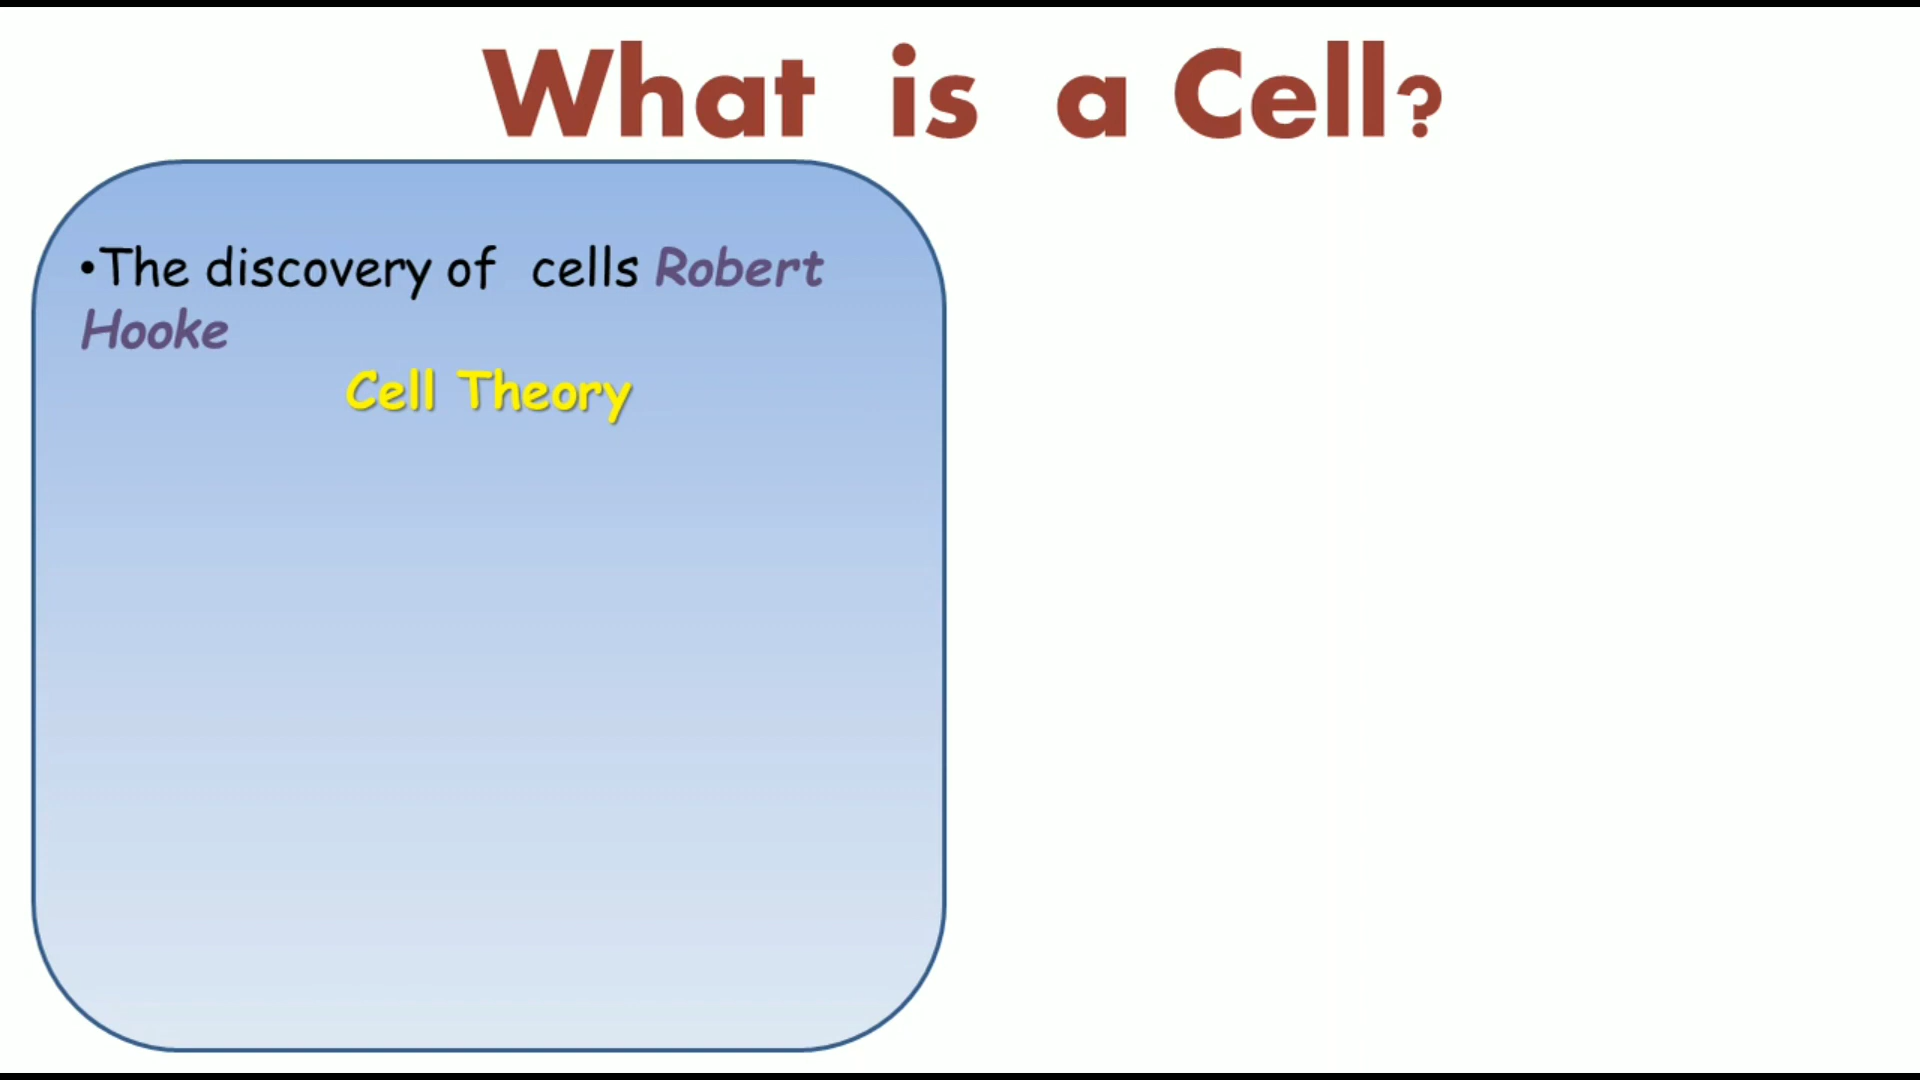 What is a Cell?
•The discovery of cells Robert
Hooke
Cell Theory